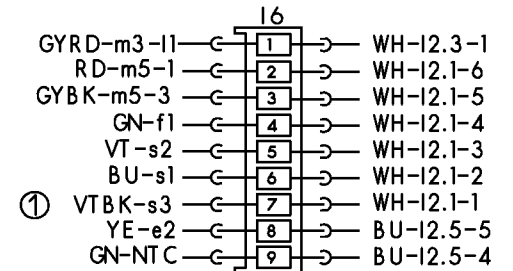 I6
GYRD-m3-I1 1 WH-I2.3-1
RD-m5-1 2 WH-I2.1-6
GYBK-m5-3 3 WH-I2.1-5
GN-f1 4 WH-I2.1-4
VT-s2 5 WH-I2.1-3
BU-s1 6 WH-I2.1-2
① VTBK-s3 7 WH-I2.1-1
YE-e2 8 BU-I2.5-5
GN-NTC 9 BU-I2.5-4